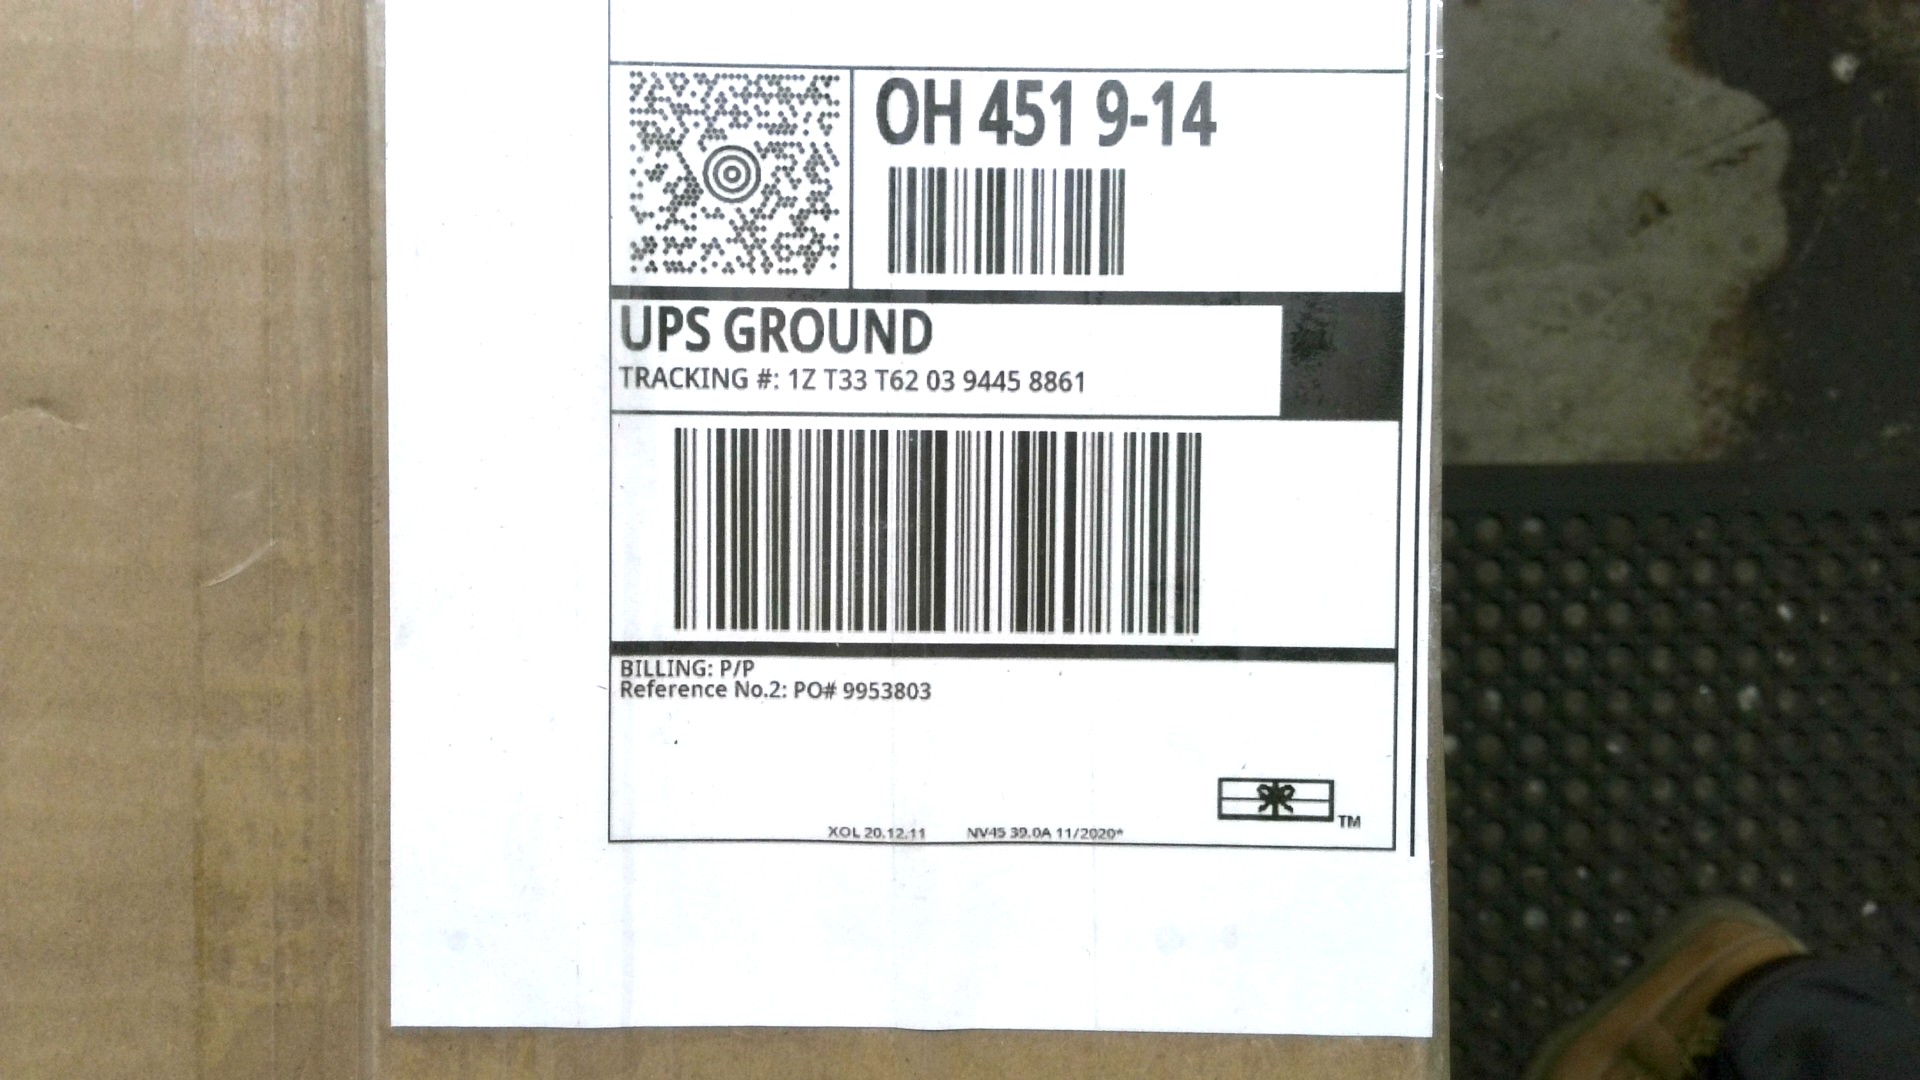 OH 451 9-14
UPS GROUND
TRACKING #: 1Z T33 T62 03 9445 8861
BILLING: P/P
Reference No.2: PO# 9953803
TM
XOL 20.12.11 NV45 39.0A 11/2020*